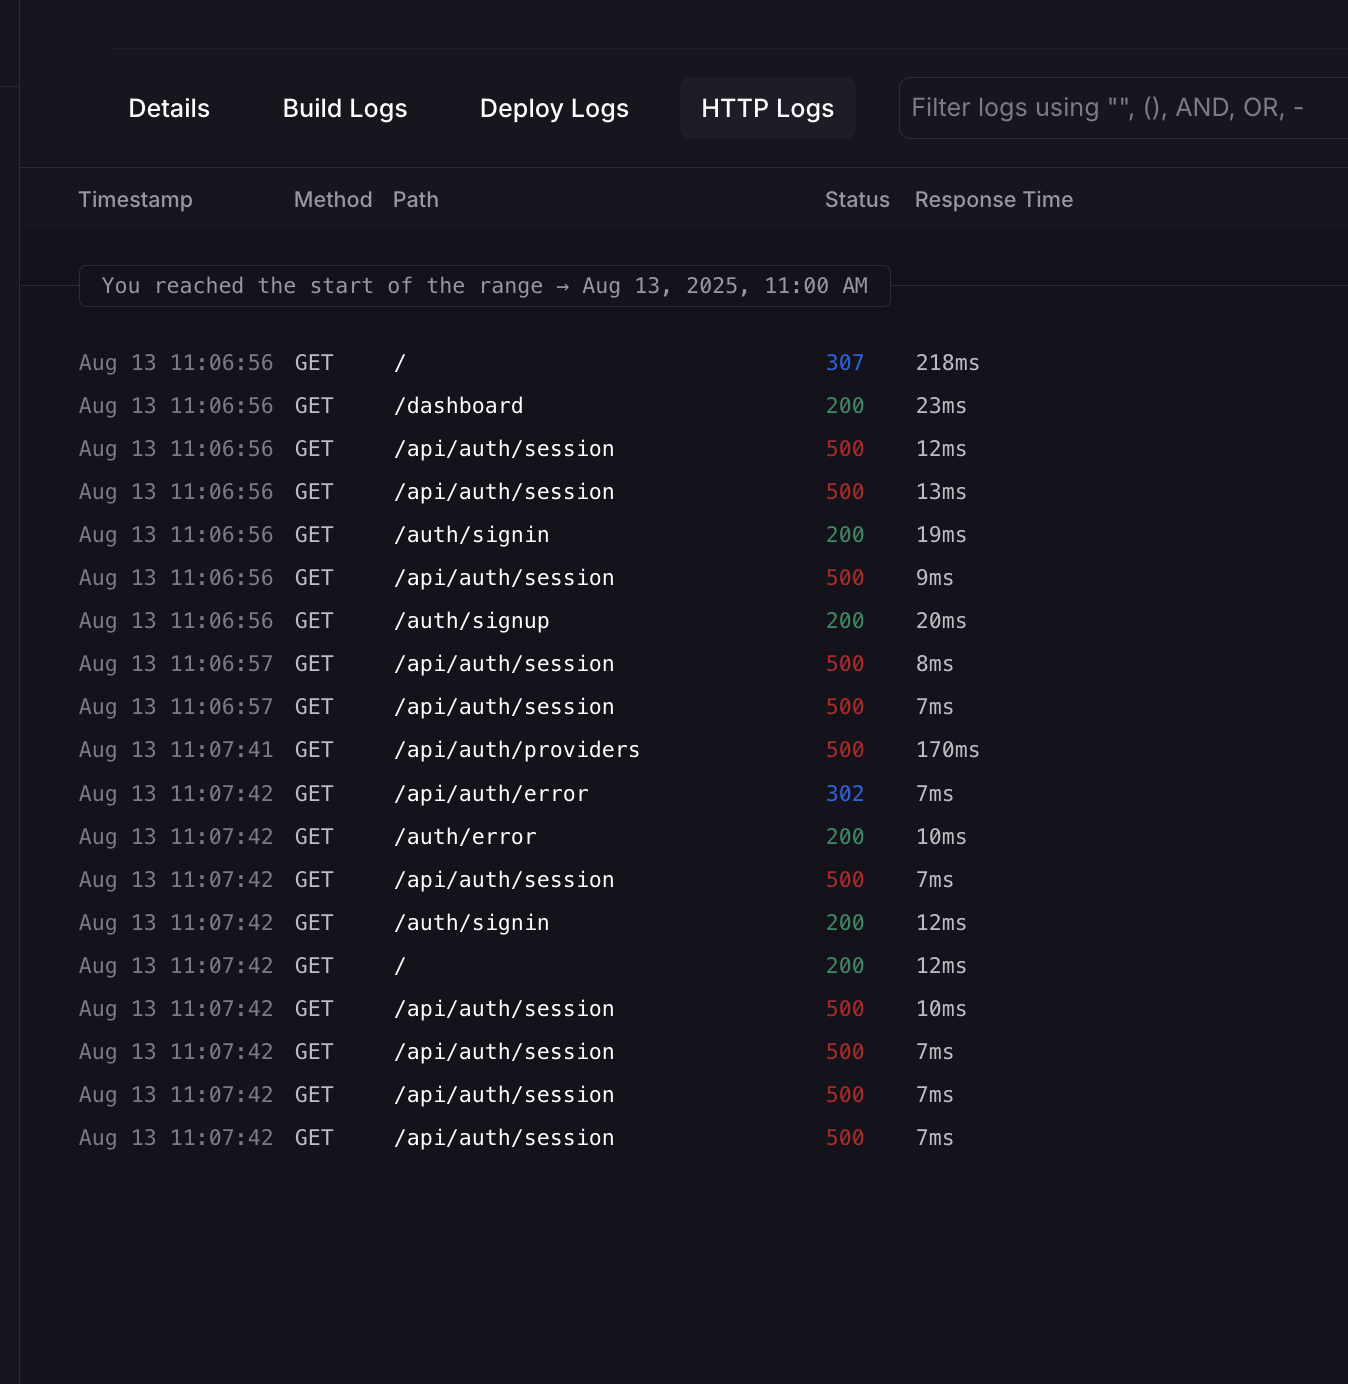 Details Build Logs Deploy Logs HTTP Logs Filter logs using "", (), AND, OR, -
Timestamp Method Path Status Response Time
You reached the start of the range → Aug 13, 2025, 11:00 AM
Aug 13 11:06:56 GET / 307 218ms
Aug 13 11:06:56 GET /dashboard 200 23ms
Aug 13 11:06:56 GET /api/auth/session 500 12ms
Aug 13 11:06:56 GET /api/auth/session 500 13ms
Aug 13 11:06:56 GET /auth/signin 200 19ms
Aug 13 11:06:56 GET /api/auth/session 500 9ms
Aug 13 11:06:56 GET /auth/signup 200 20ms
Aug 13 11:06:57 GET /api/auth/session 500 8ms
Aug 13 11:06:57 GET /api/auth/session 500 7ms
Aug 13 11:07:41 GET /api/auth/providers 500 170ms
Aug 13 11:07:42 GET /api/auth/error 302 7ms
Aug 13 11:07:42 GET /auth/error 200 10ms
Aug 13 11:07:42 GET /api/auth/session 500 7ms
Aug 13 11:07:42 GET /auth/signin 200 12ms
Aug 13 11:07:42 GET / 200 12ms
Aug 13 11:07:42 GET /api/auth/session 500 10ms
Aug 13 11:07:42 GET /api/auth/session 500 7ms
Aug 13 11:07:42 GET /api/auth/session 500 7ms
Aug 13 11:07:42 GET /api/auth/session 500 7ms